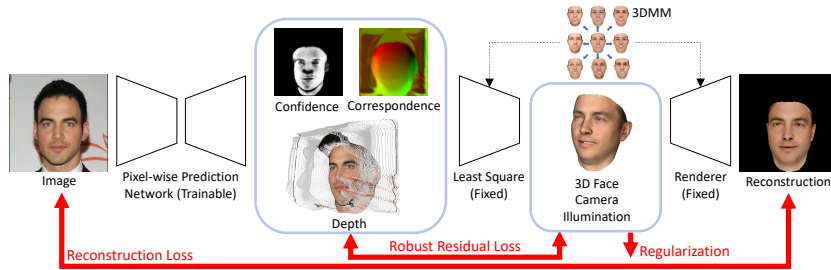 3DMM
Confidence
Correspondence
Image
Pixel-wise Prediction
Network (Trainable)
Depth
Least Square
(Fixed)
3D Face
Camera
Illumination
Renderer
(Fixed)
Reconstruction
Reconstruction Loss
Robust Residual Loss
Regularization